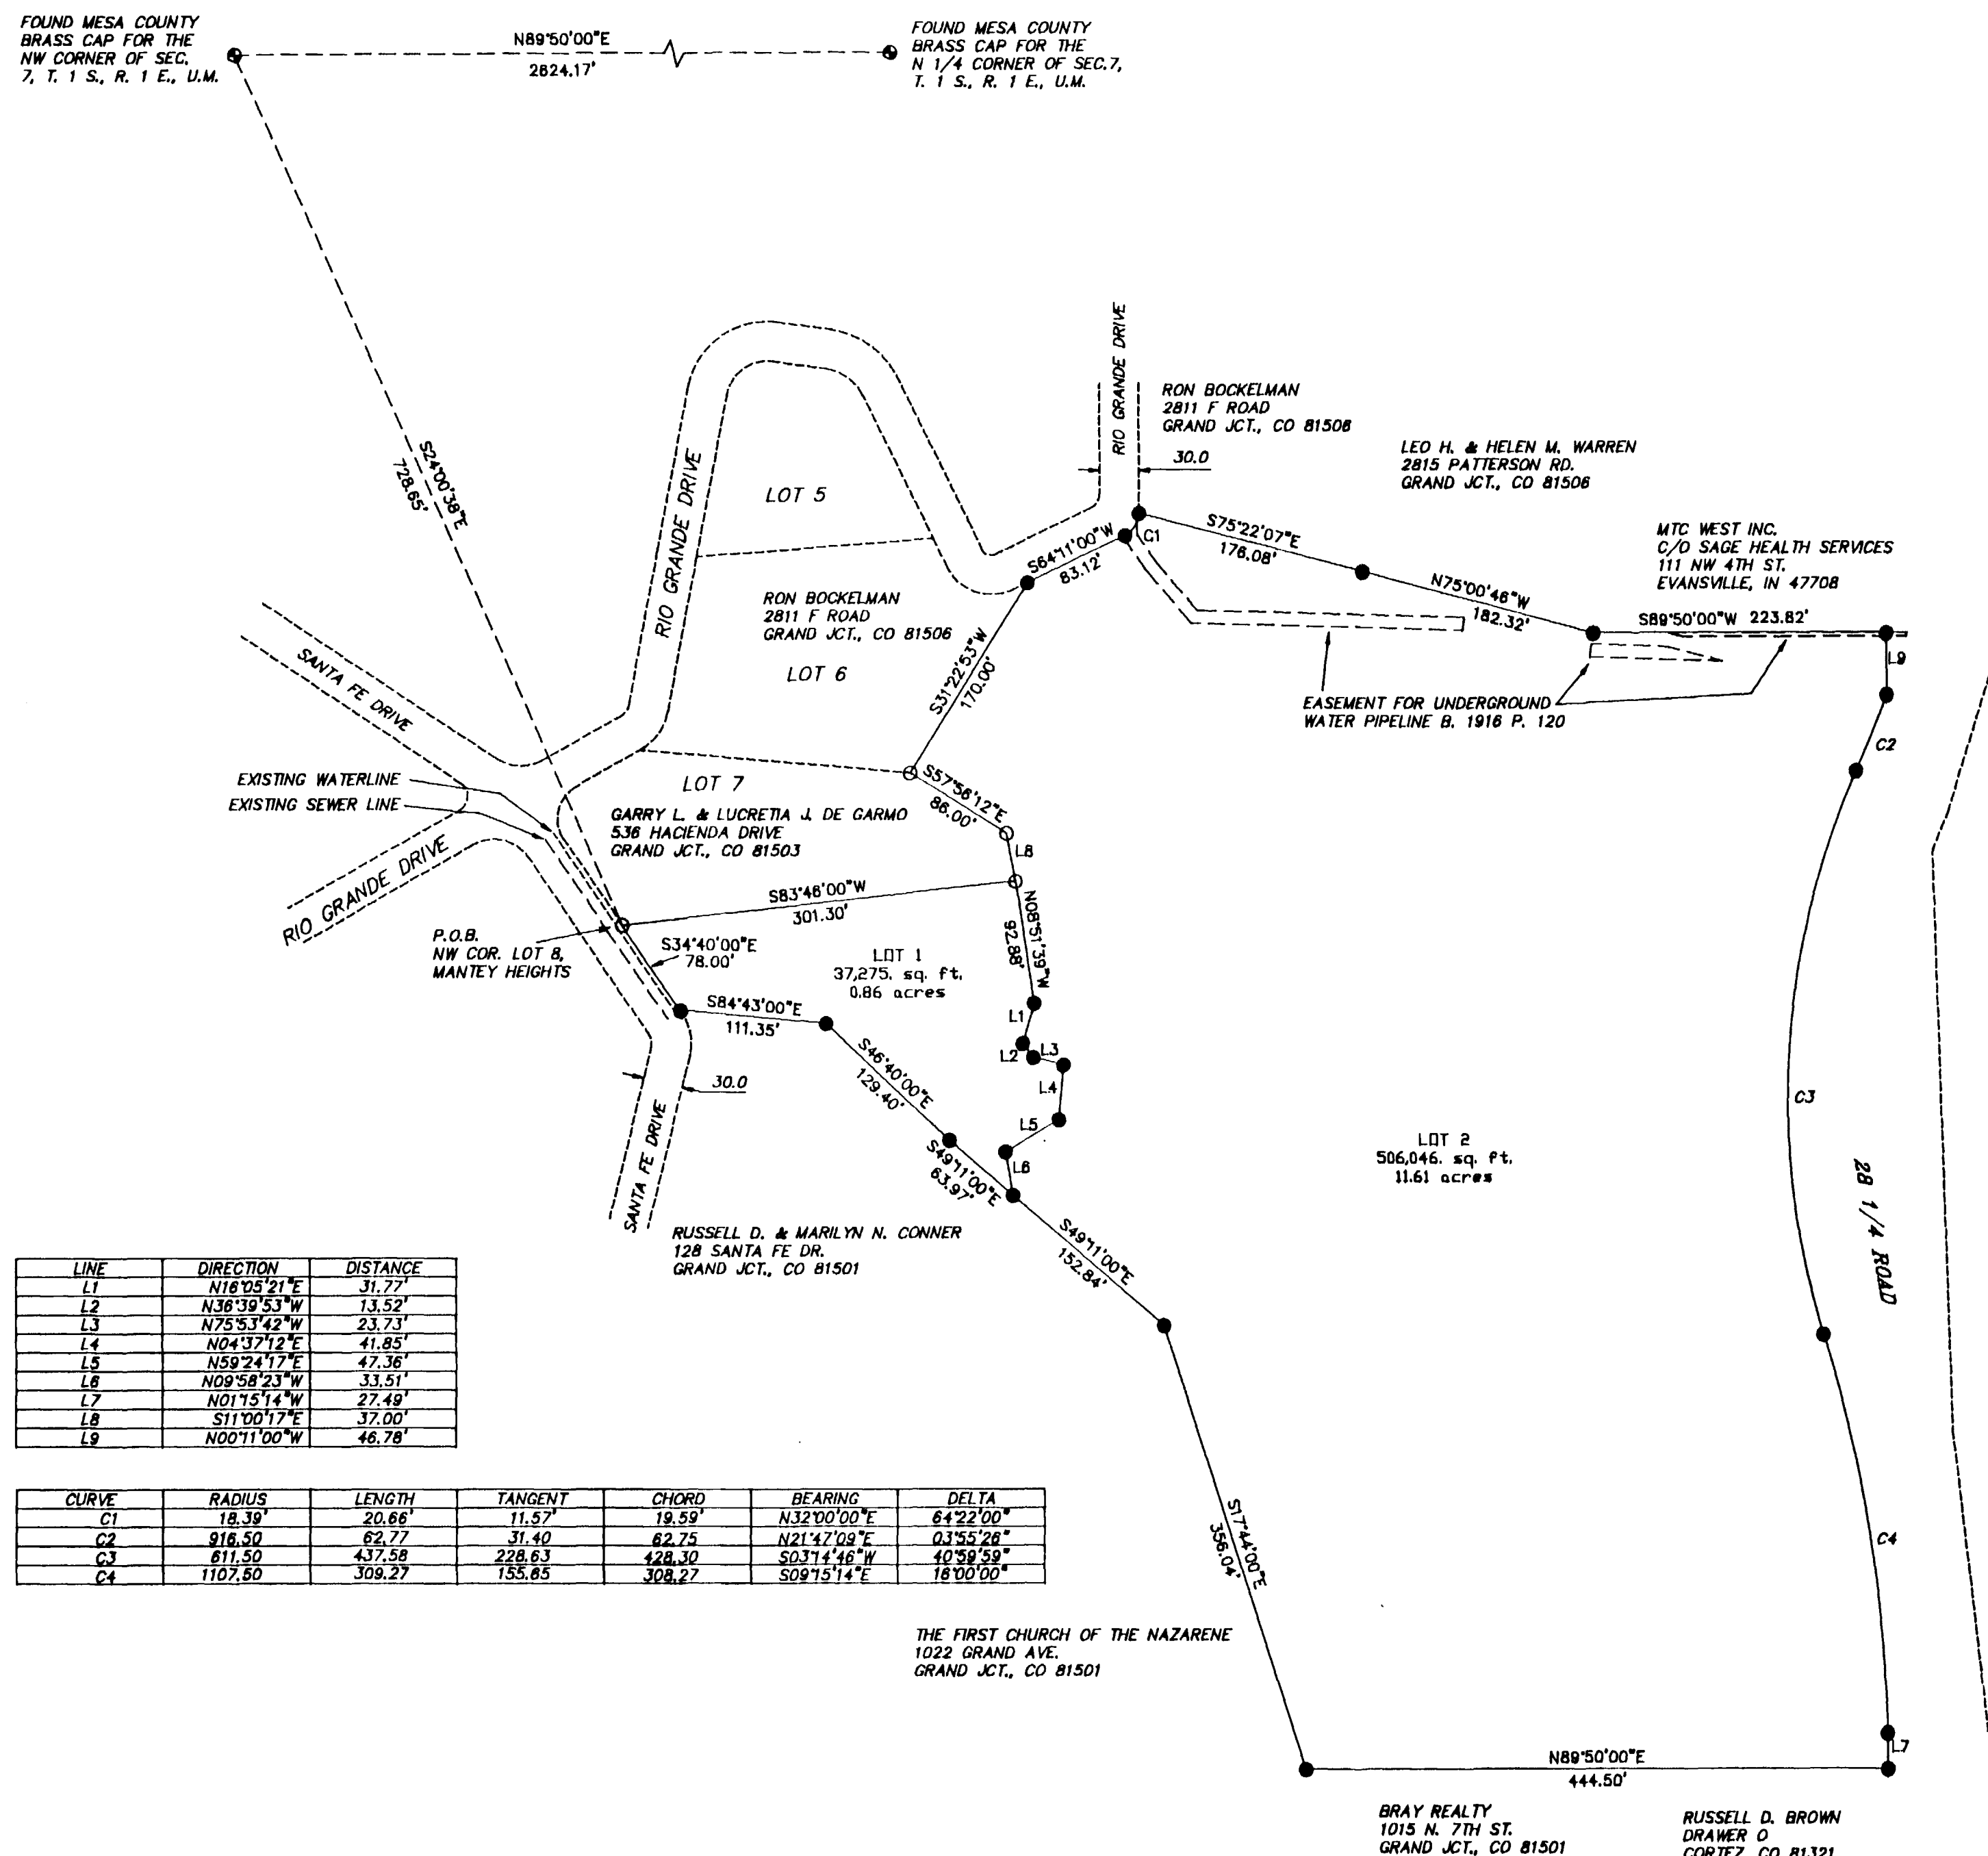 FOUND MESA COUNTY
BRASS CAP FOR THE
NW CORNER OF SEC.
7, T. 1 S., R. 1 E., U.M.
N89°50'00"E
2624.17'
FOUND MESA COUNTY
BRASS CAP FOR THE
N 1/4 CORNER OF SEC.7,
T. 1 S., R. 1 E., U.M.
S24°00'38"E
728.65'
RIO GRANDE DRIVE
RON BOCKELMAN
2811 F ROAD
GRAND JCT., CO 81506
30.0
LEO H. & HELEN M. WARREN
2815 PATTERSON RD.
GRAND JCT., CO 81506
MTC WEST INC.
C/O SAGE HEALTH SERVICES
111 NW 4TH ST.
EVANSVILLE, IN 47708
RIO GRANDE DRIVE
LOT 5
S64°11'00"W
83.12'
C1
S75°22'07"E
176.08'
N75°00'46"W
182.32'
S89°50'00"W 223.82'
L9
RON BOCKELMAN
2811 F ROAD
GRAND JCT., CO 81506
LOT 6
S31°22'53"W
170.00'
EASEMENT FOR UNDERGROUND
WATER PIPELINE B. 1916 P. 120
C2
SANTA FE DRIVE
EXISTING WATERLINE
EXISTING SEWER LINE
LOT 7
GARRY L. & LUCRETIA J. DE GARMO
536 HACIENDA DRIVE
GRAND JCT., CO 81503
S57°56'12"E
86.00'
L8
RIO GRANDE DRIVE
S83°46'00"W
301.30'
P.O.B.
NW COR. LOT 8,
MANTEY HEIGHTS
S34°40'00"E
78.00'
LOT 1
37,275. sq. ft.
0.86 acres
N08°51'39"W
92.88'
S84°43'00"E
111.35'
L1
L2
L3
L4
L5
L6
S46°40'00"E
129.40'
S49°11'00"E
63.97'
30.0
SANTA FE DRIVE
C3
LOT 2
506,046. sq. ft.
11.61 acres
28 1/4 ROAD
S49°11'00"E
152.84'
RUSSELL D. & MARILYN N. CONNER
128 SANTA FE DR.
GRAND JCT., CO 81501
LINE DIRECTION DISTANCE
L1 N16°05'21"E 31.77'
L2 N36°39'53"W 13.52'
L3 N75°53'42"W 23.73'
L4 N04°37'12"E 41.85'
L5 N59°24'17"E 47.36'
L6 N09°58'23"W 33.51'
L7 N01°15'14"W 27.49'
L8 S11°00'17"E 37.00'
L9 N00°11'00"W 46.78'
CURVE RADIUS LENGTH TANGENT CHORD BEARING DELTA
C1 18.39' 20.66' 11.57' 19.59' N32°00'00"E 64°22'00"
C2 916.50 62.77 31.40 62.75 N21°47'09"E 03°55'26"
C3 611.50 437.58 228.63 428.30 S03°14'46"W 40°59'59"
C4 1107.50 309.27 155.65 308.27 S09°15'14"E 16°00'00"
S17°44'00"E
356.04'
C4
THE FIRST CHURCH OF THE NAZARENE
1022 GRAND AVE.
GRAND JCT., CO 81501
N89°50'00"E
444.50'
L7
BRAY REALTY
1015 N. 7TH ST.
GRAND JCT., CO 81501
RUSSELL D. BROWN
DRAWER O
CORTEZ, CO 81321